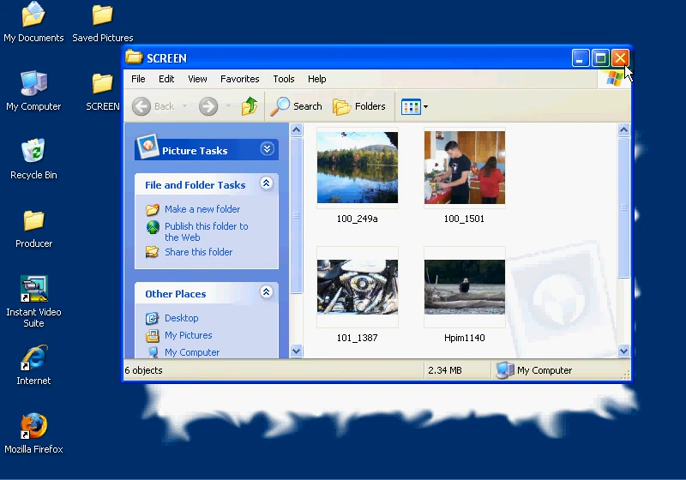 My Documents
Saved Pictures
My Computer
SCREEN
Recycle Bin
Producer
Instant Video
Suite
Internet
Mozilla Firefox
SCREEN
File Edit View Favorites Tools Help
Back Search Folders
Picture Tasks
File and Folder Tasks
Make a new folder
Publish this folder to
the Web
Share this folder
Other Places
Desktop
My Pictures
My Computer
100_249a
100_1501
101_1387
Hpim1140
6 objects
2.34 MB
My Computer